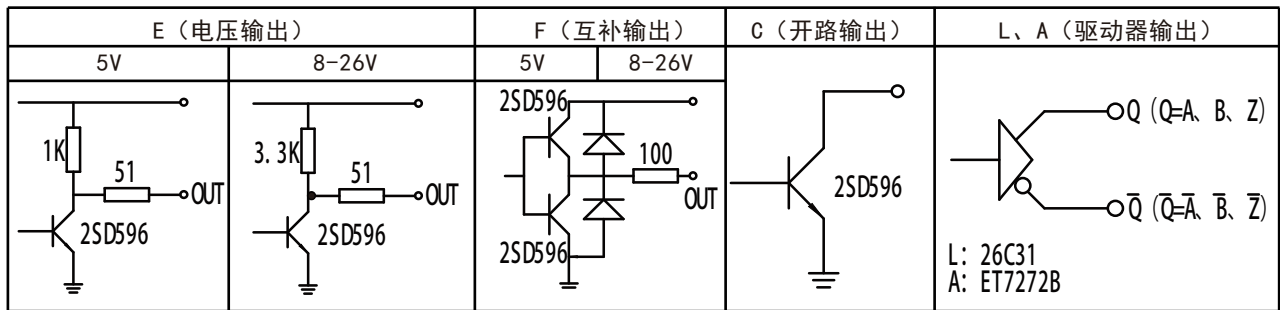 E（电压输出）
F（互补输出）
C（开路输出）
L、A（驱动器输出）
5V
8-26V
5V
8-26V
1K
51
OUT
2SD596
3.3K
51
OUT
2SD596
2SD596
100
OUT
2SD596
2SD596
Q（Q=A、B、Z）
Q̅（Q̅=A̅、B̅、Z̅）
L: 26C31
A: ET7272B